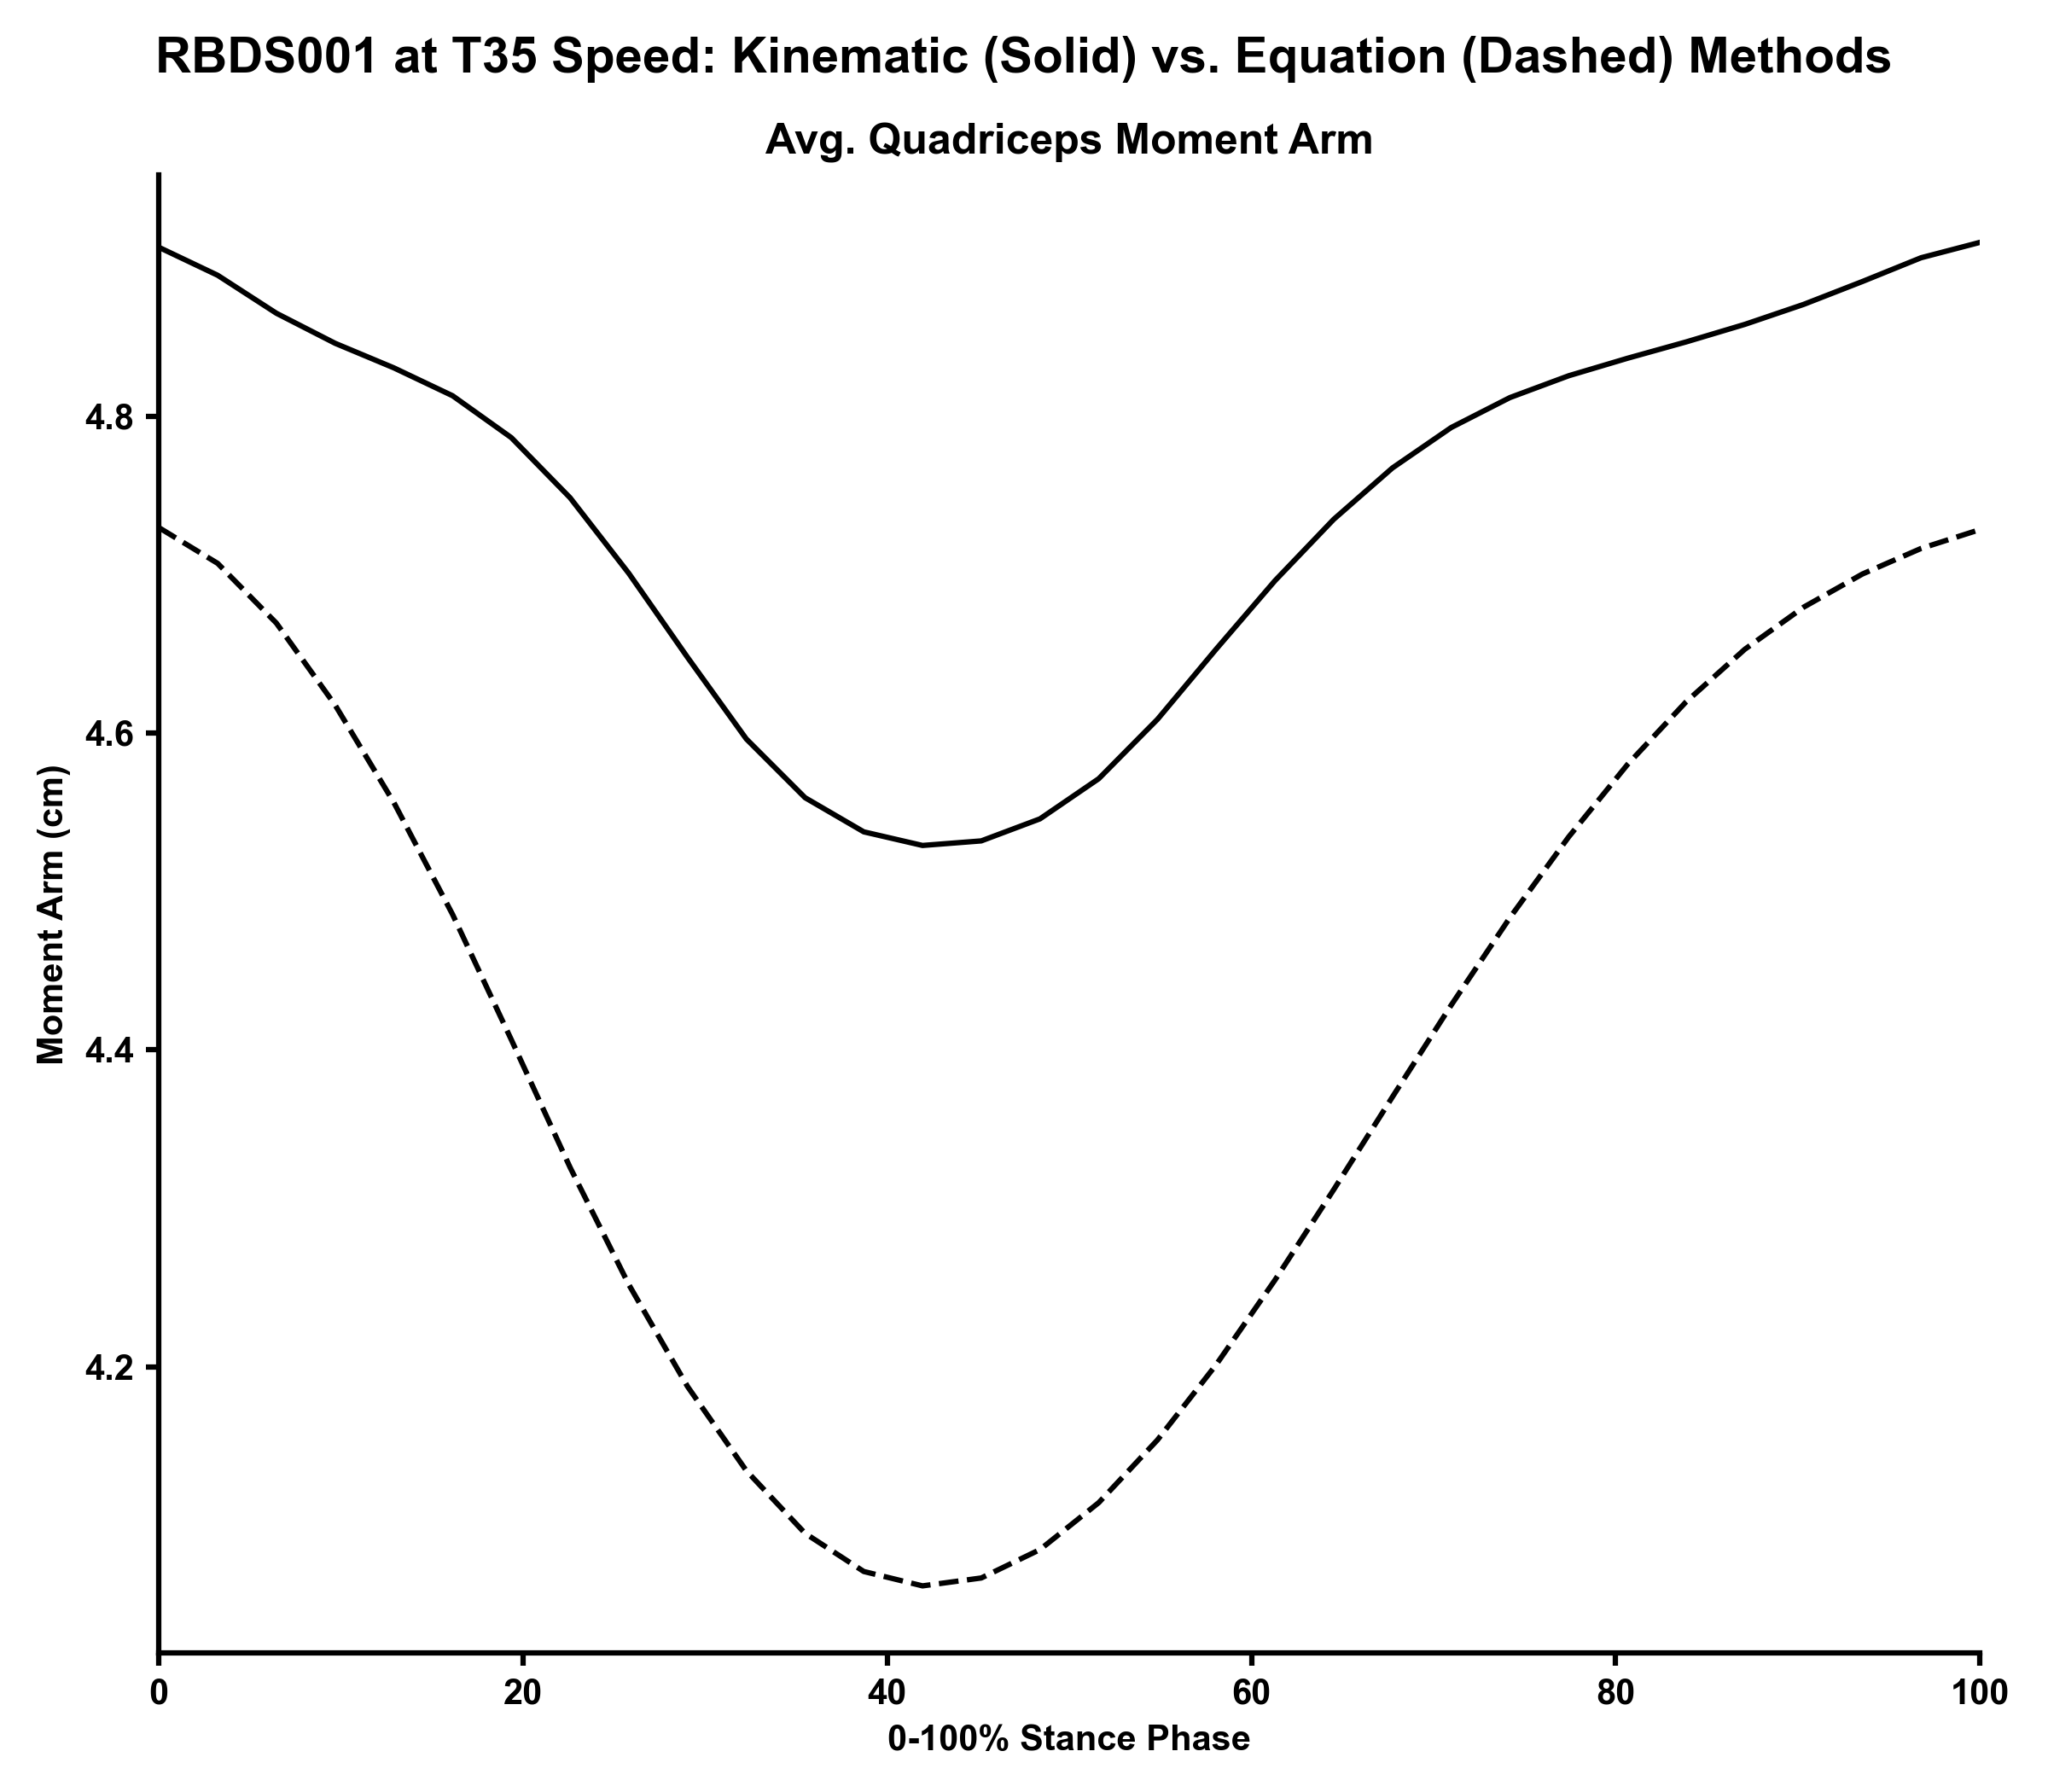 RBDS001 at T35 Speed: Kinematic (Solid) vs. Equation (Dashed) Methods
Avg. Quadriceps Moment Arm
Moment Arm (cm)
4.8
4.6
4.4
4.2
0 20 40 60 80 100
0-100% Stance Phase